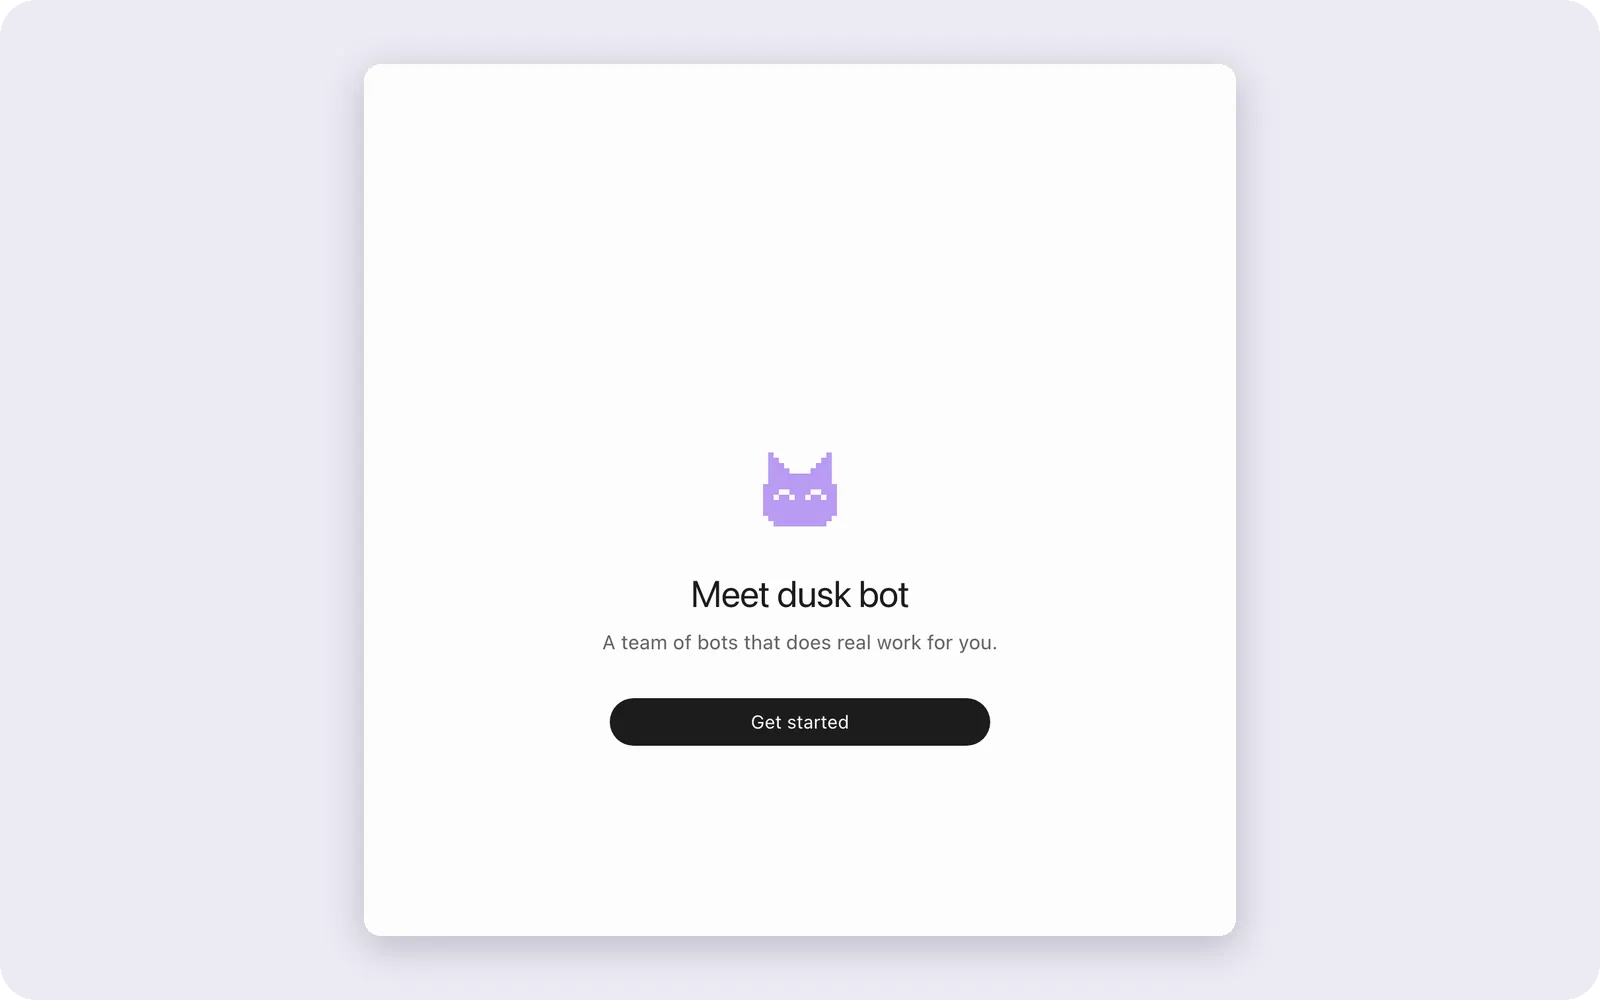 Meet dusk bot
A team of bots that does real work for you.
Get started